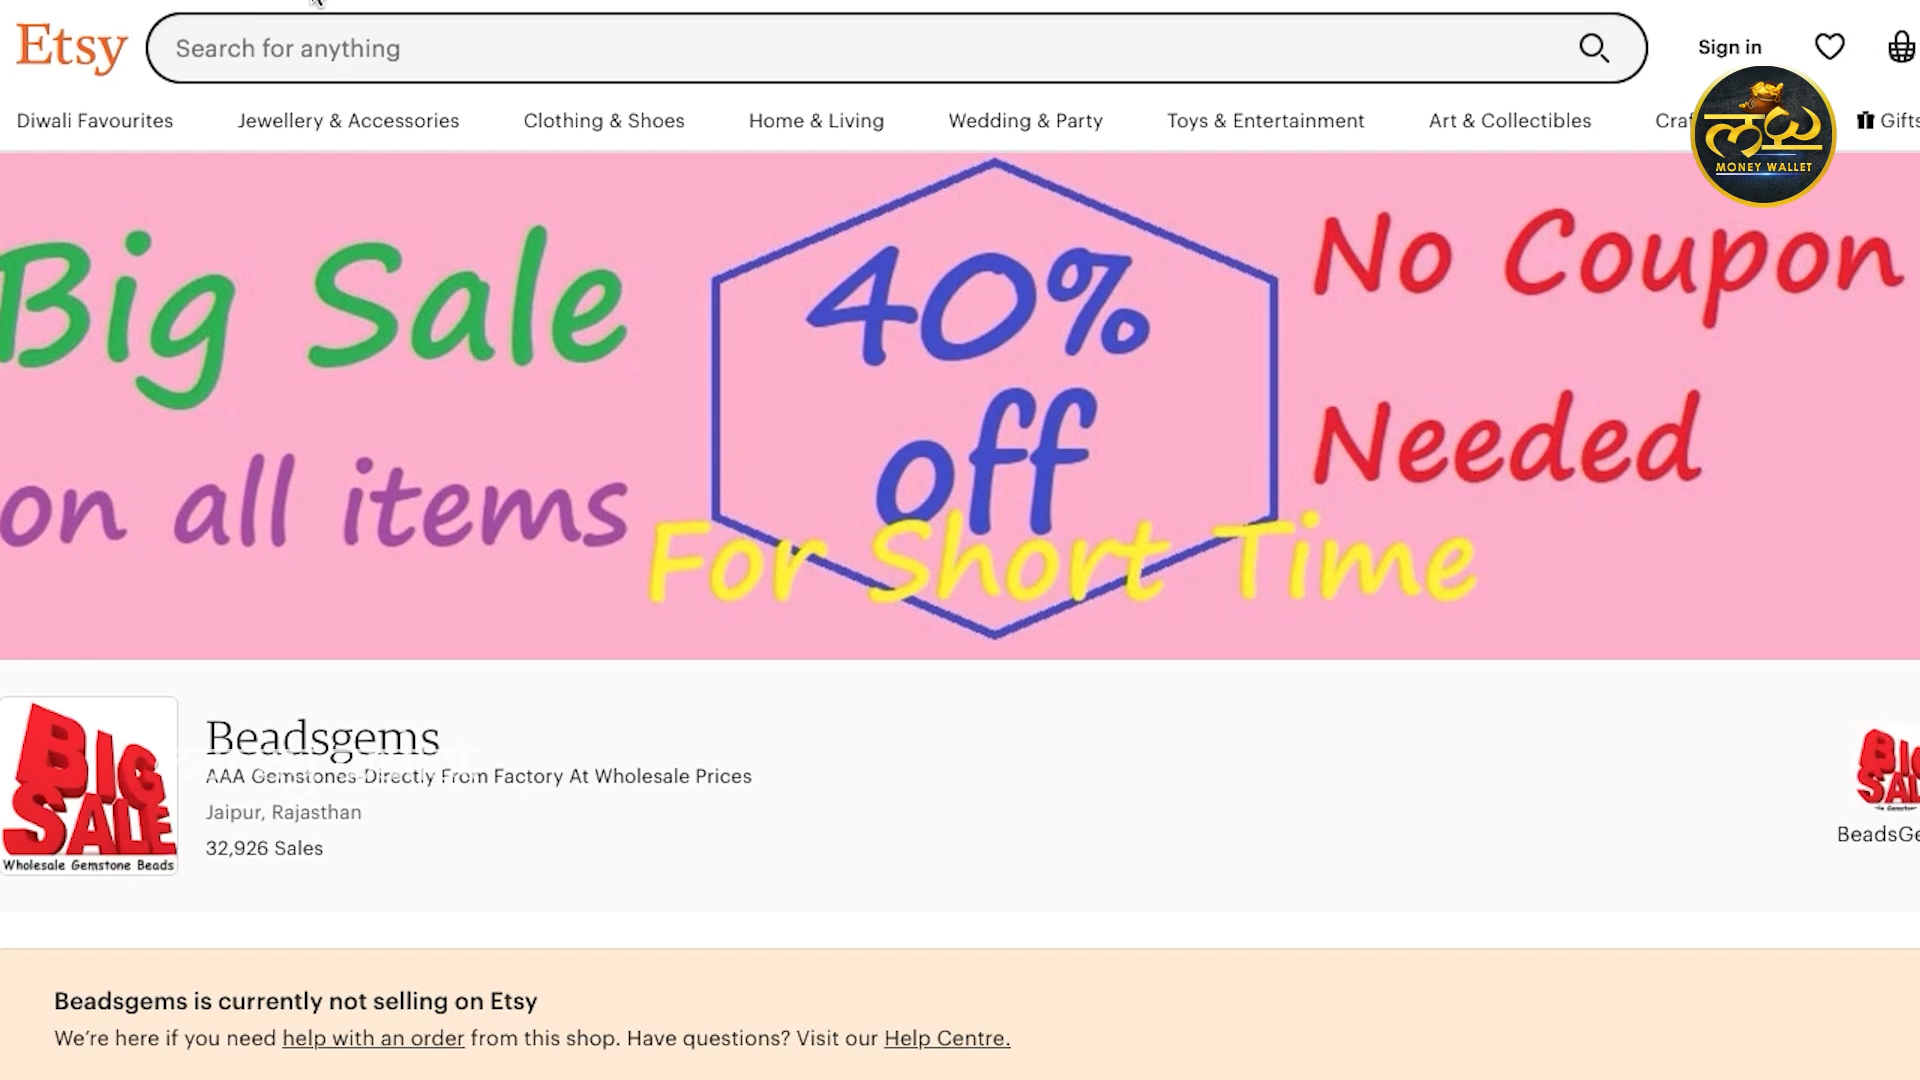 Etsy
Search for anything
Sign in
Diwali Favourites
Jewellery & Accessories
Clothing & Shoes
Home & Living
Wedding & Party
Toys & Entertainment
Art & Collectibles
Gifts
MONEY WALLET
Big Sale
on all items
40%
off
For Short Time
No Coupon
Needed
BIG
SALE
Wholesale Gemstone Beads
Beadsgems
AAA Gemstones Directly From Factory At Wholesale Prices
Jaipur, Rajasthan
32,926 Sales
Beadsgems is currently not selling on Etsy
We're here if you need help with an order from this shop. Have questions? Visit our Help Centre.